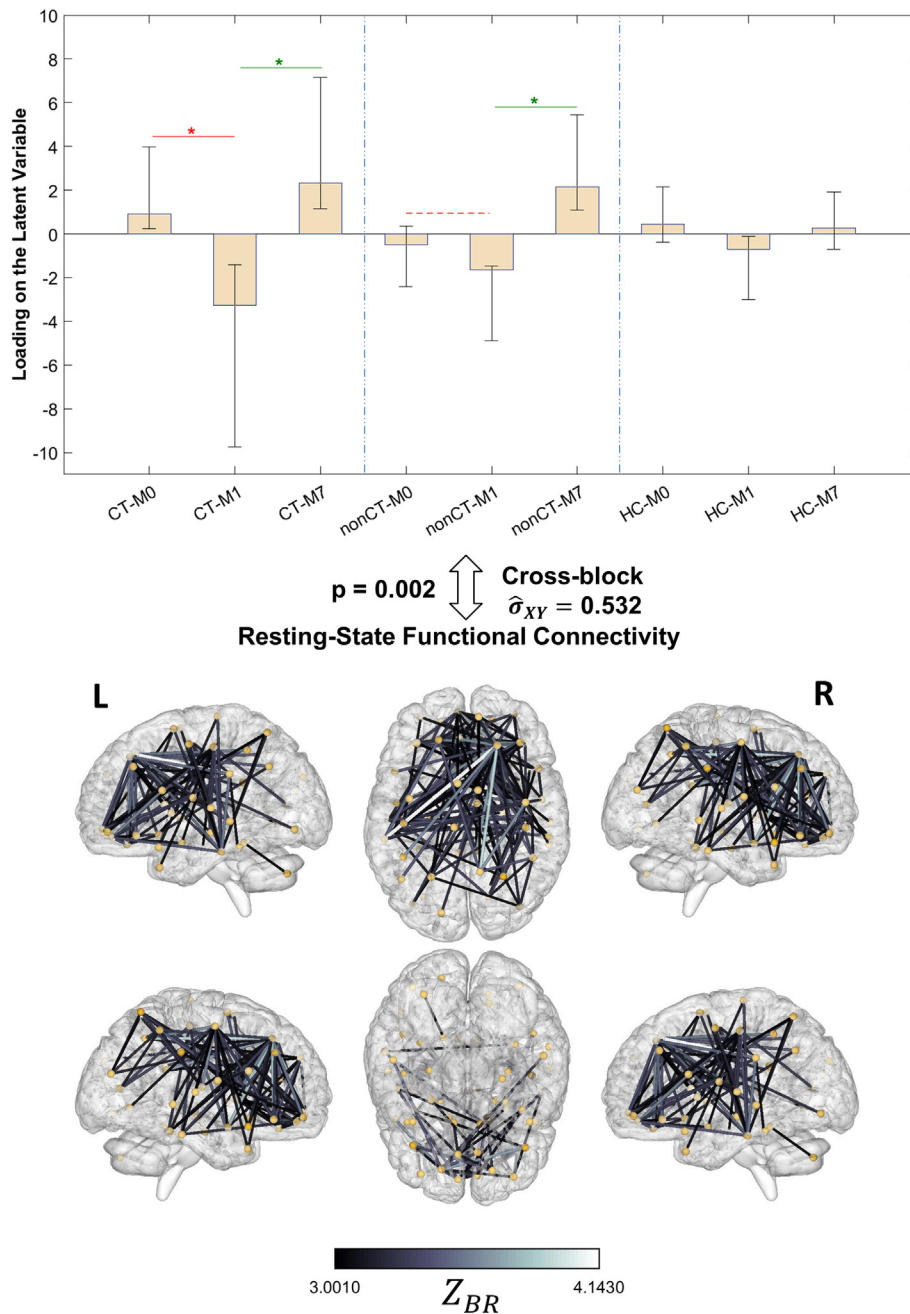 10
8
6
4
2
0
-2
-4
-6
-8
-10
Loading on the Latent Variable
*
*
*
CT-M0
CT-M1
CT-M7
nonCT-M0
nonCT-M1
nonCT-M7
HC-M0
HC-M1
HC-M7
p = 0.002
Cross-block
σ̂_XY = 0.532
Resting-State Functional Connectivity
L
R
3.0010
4.1430
Z_BR